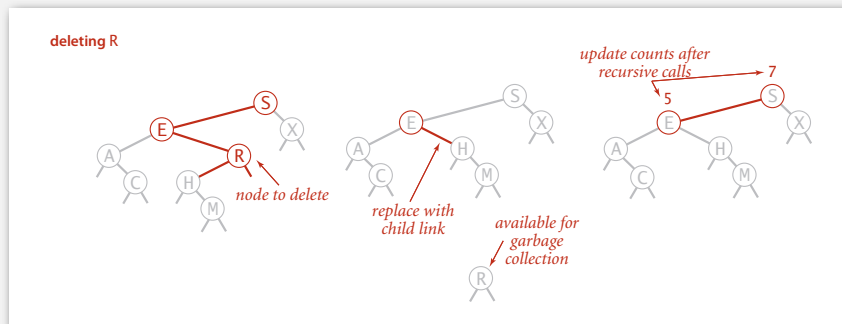 deleting R
update counts after
recursive calls
7
5
S
E
X
A
R
C
H
M
node to delete
S
E
X
A
H
C
M
replace with
child link
available for
garbage
collection
R
S
E
X
A
H
C
M